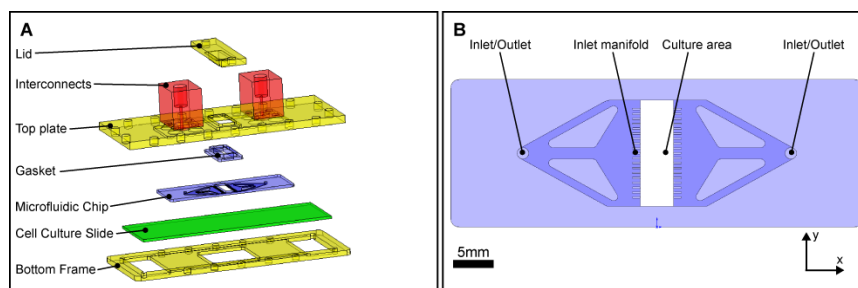 A
Lid
Interconnects
Top plate
Gasket
Microfluidic Chip
Cell Culture Slide
Bottom Frame
B
Inlet/Outlet
Inlet manifold
Culture area
Inlet/Outlet
5mm
y
x